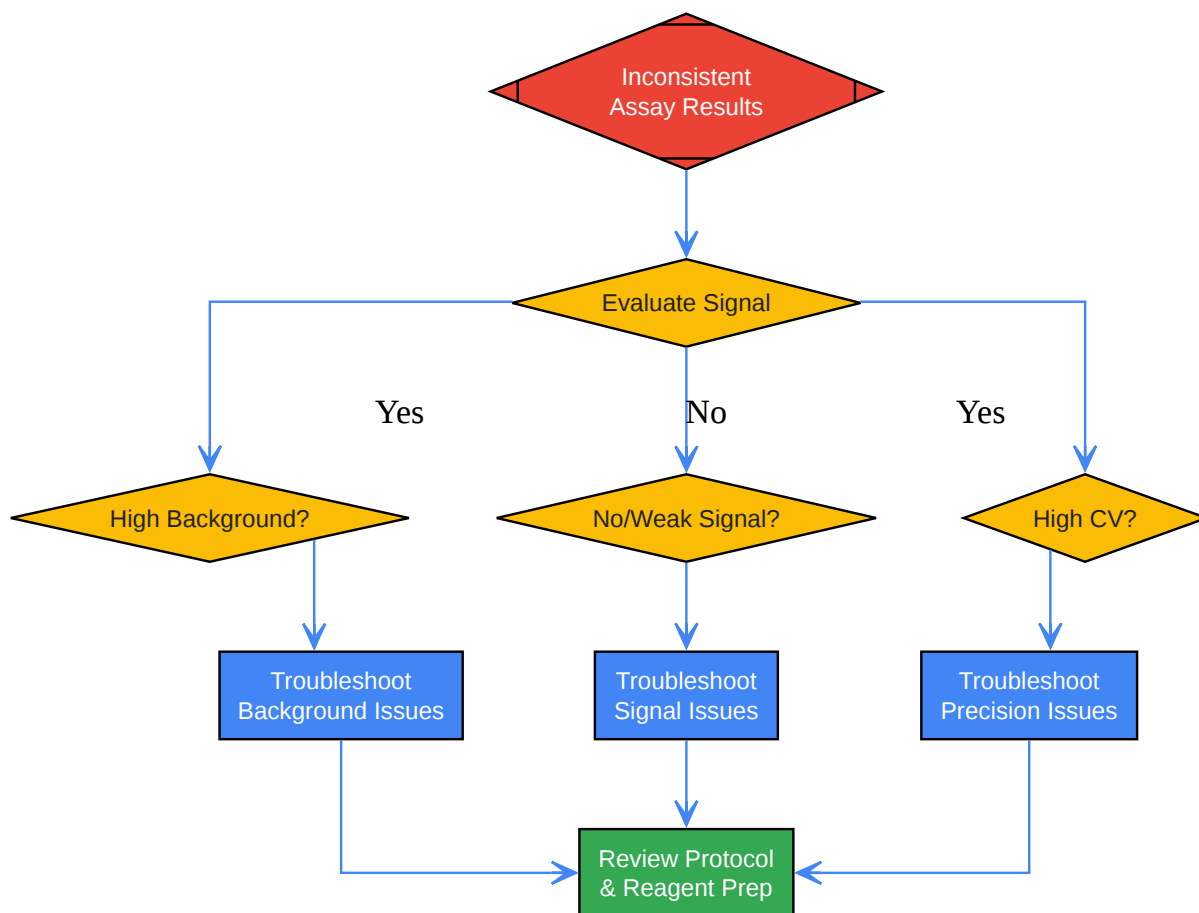 Inconsistent
Assay Results
Evaluate Signal
Yes
No
Yes
High Background?
No/Weak Signal?
High CV?
Troubleshoot
Background Issues
Troubleshoot
Signal Issues
Troubleshoot
Precision Issues
Review Protocol
& Reagent Prep